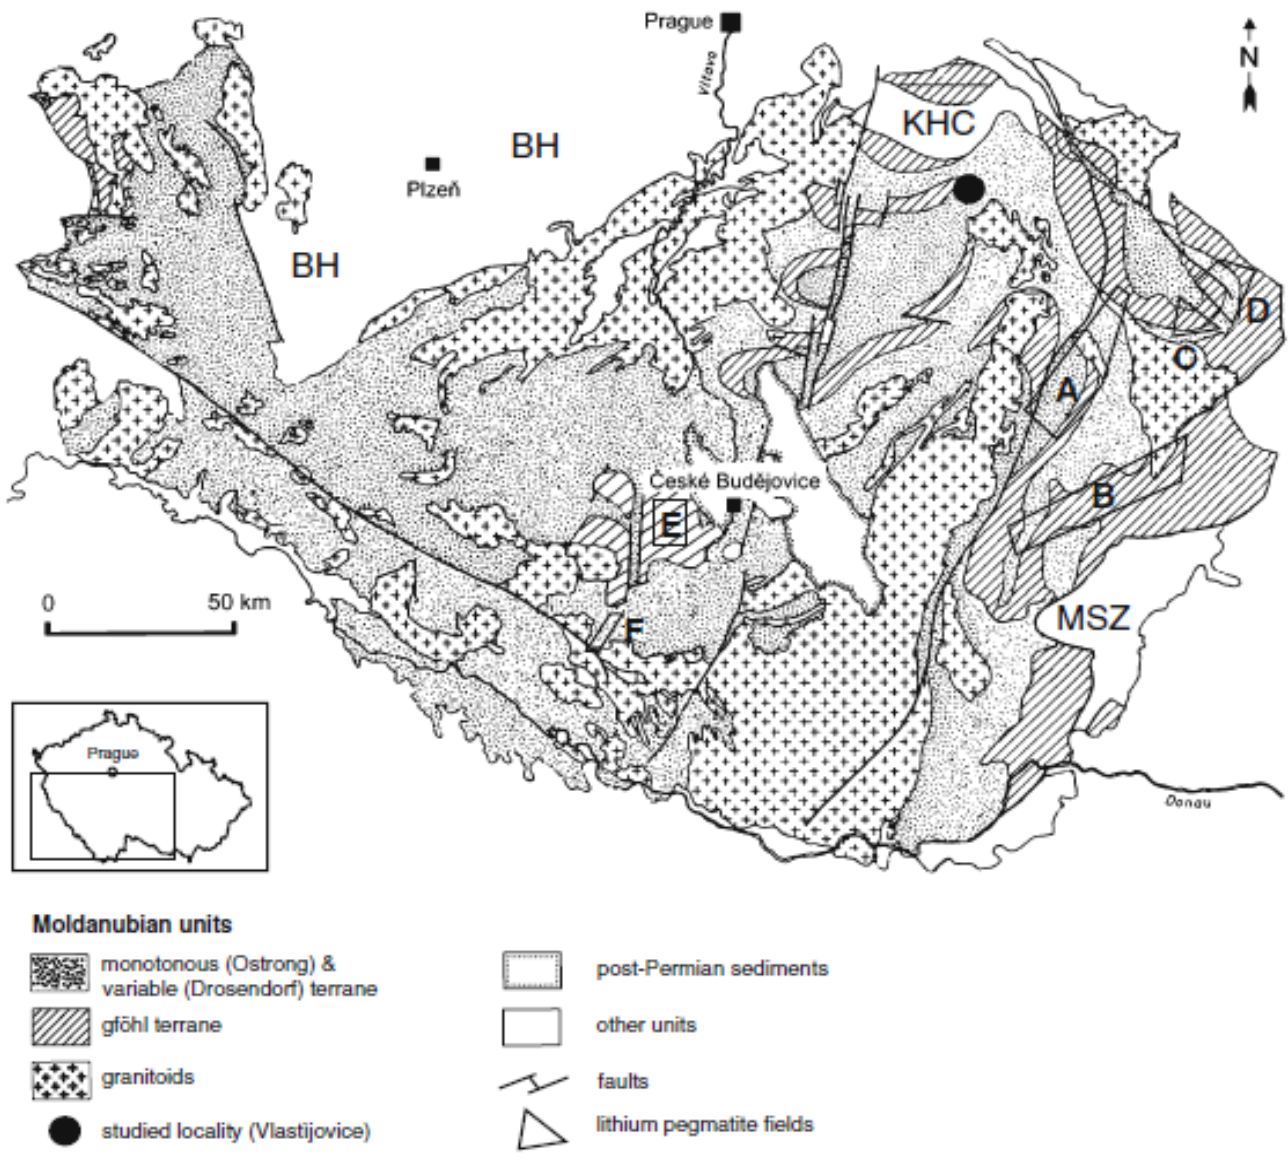 Prague
Vltava
N
KHC
BH
Plzeň
BH
D
C
A
České Budějovice
B
E
0 50 km
F
MSZ
Prague
Donau
Moldanubian units
monotonous (Ostrong) &
variable (Drosendorf) terrane
gföhl terrane
granitoids
studied locality (Vlastijovice)
post-Permian sediments
other units
faults
lithium pegmatite fields